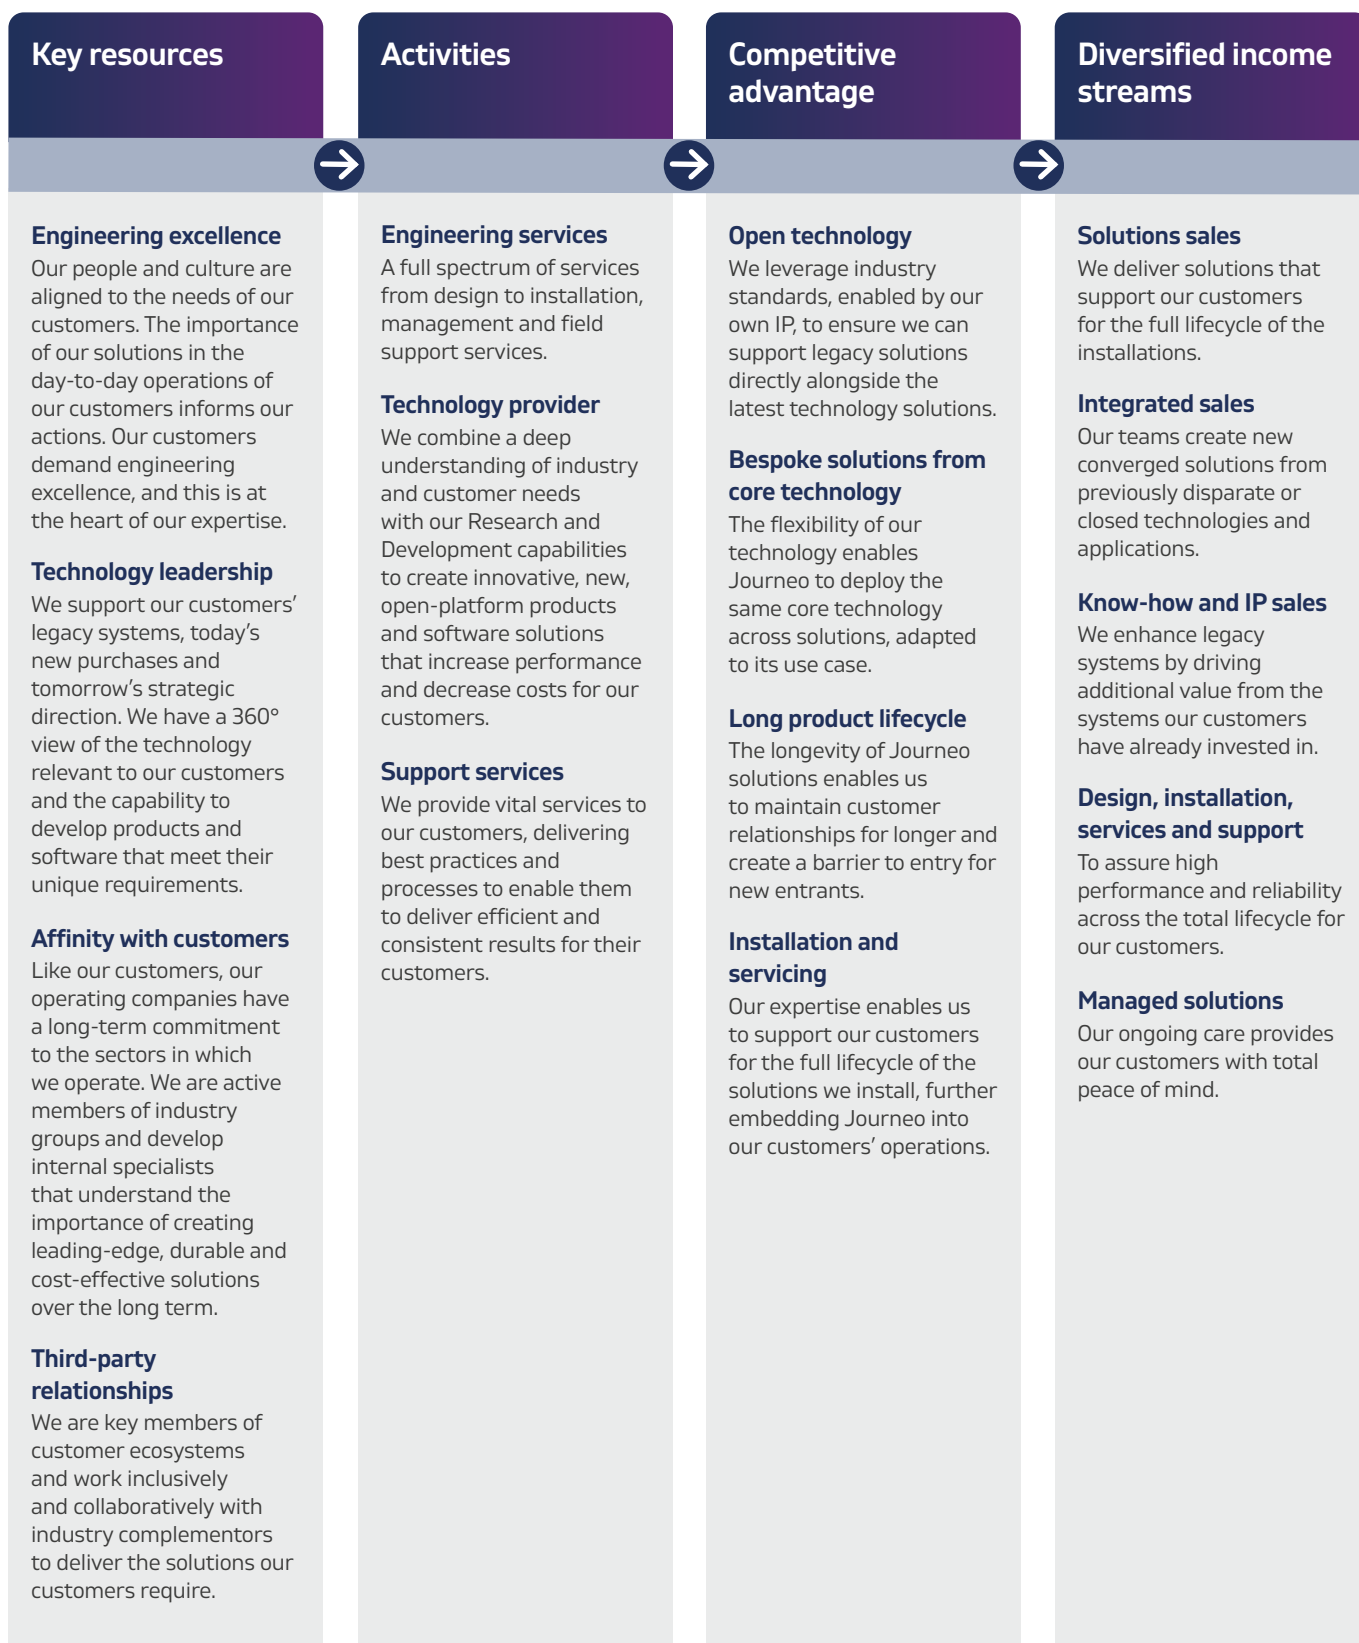 Key resources
Engineering excellence
Our people and culture are
aligned to the needs of our
customers. The importance
of our solutions in the
day-to-day operations of
our customers informs our
actions. Our customers
demand engineering
excellence, and this is at
the heart of our expertise.
Technology leadership
We support our customers’
legacy systems, today’s
new purchases and
tomorrow’s strategic
direction. We have a 360°
view of the technology
relevant to our customers
and the capability to
develop products and
software that meet their
unique requirements.
Affinity with customers
Like our customers, our
operating companies have
a long-term commitment
to the sectors in which
we operate. We are active
members of industry
groups and develop
internal specialists
that understand the
importance of creating
leading-edge, durable and
cost-effective solutions
over the long term.
Third-party
relationships
We are key members of
customer ecosystems
and work inclusively
and collaboratively with
industry complementors
to deliver the solutions our
customers require.
Activities
Engineering services
A full spectrum of services
from design to installation,
management and field
support services.
Technology provider
We combine a deep
understanding of industry
and customer needs
with our Research and
Development capabilities
to create innovative, new,
open-platform products
and software solutions
that increase performance
and decrease costs for our
customers.
Support services
We provide vital services to
our customers, delivering
best practices and
processes to enable them
to deliver efficient and
consistent results for their
customers.
Competitive
advantage
Open technology
We leverage industry
standards, enabled by our
own IP, to ensure we can
support legacy solutions
directly alongside the
latest technology solutions.
Bespoke solutions from
core technology
The flexibility of our
technology enables
Journeo to deploy the
same core technology
across solutions, adapted
to its use case.
Long product lifecycle
The longevity of Journeo
solutions enables us
to maintain customer
relationships for longer and
create a barrier to entry for
new entrants.
Installation and
servicing
Our expertise enables us
to support our customers
for the full lifecycle of the
solutions we install, further
embedding Journeo into
our customers’ operations.
Diversified income
streams
Solutions sales
We deliver solutions that
support our customers
for the full lifecycle of the
installations.
Integrated sales
Our teams create new
converged solutions from
previously disparate or
closed technologies and
applications.
Know-how and IP sales
We enhance legacy
systems by driving
additional value from the
systems our customers
have already invested in.
Design, installation,
services and support
To assure high
performance and reliability
across the total lifecycle for
our customers.
Managed solutions
Our ongoing care provides
our customers with total
peace of mind.